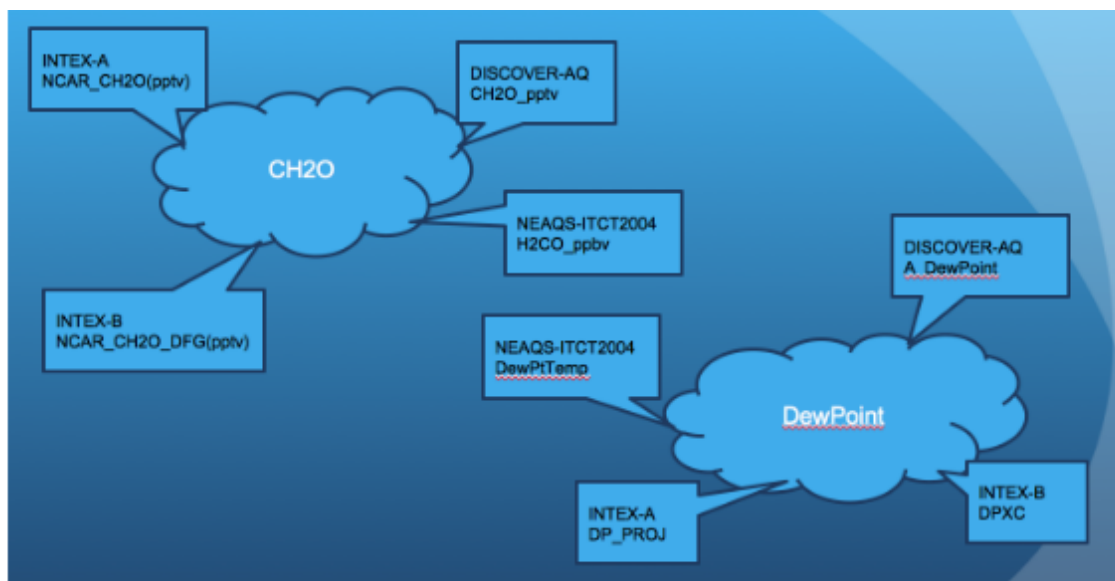 INTEX-A
NCAR_CH2O(pptv)
DISCOVER-AQ
CH2O_pptv
CH2O
NEAQS-ITCT2004
H2CO_ppbv
INTEX-B
NCAR_CH2O_DFG(pptv)
DISCOVER-AQ
A_DewPoint
NEAQS-ITCT2004
DewPtTemp
DewPoint
INTEX-A
DP_PROJ
INTEX-B
DPXC